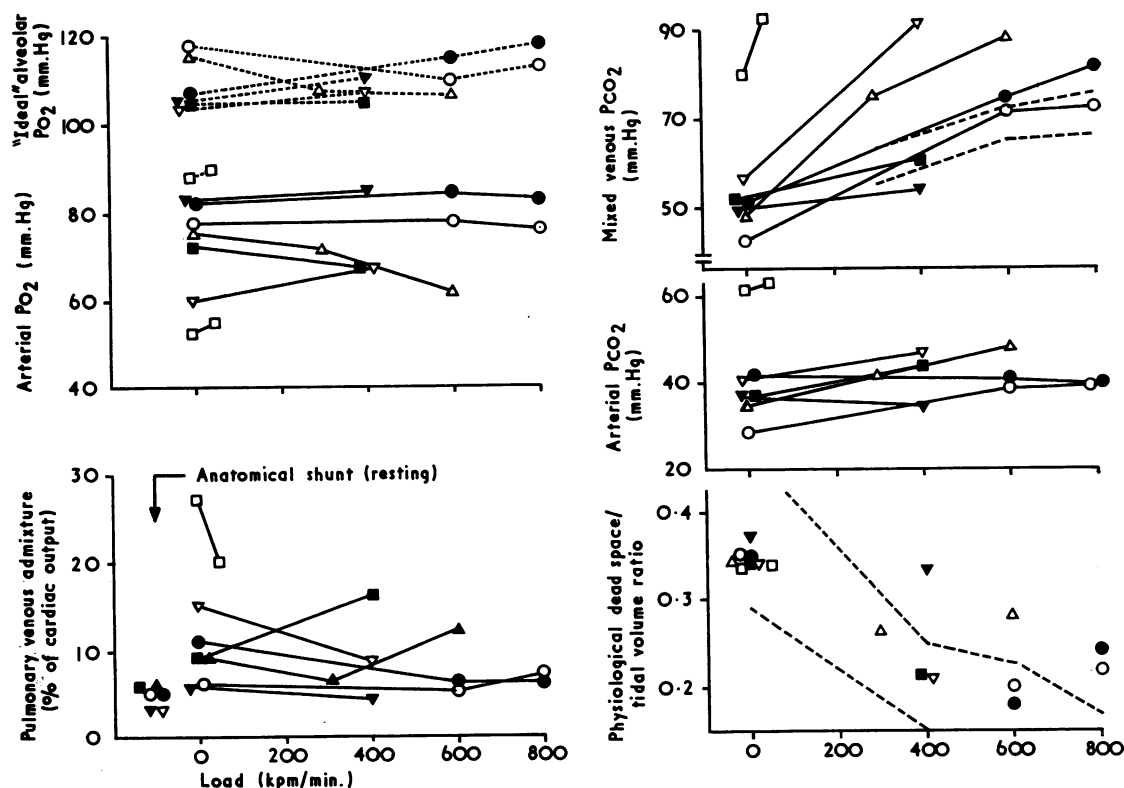 "Ideal" alveolar
PO2 (mm.Hg)
120
100
Arterial PO2 (mm.Hg)
80
60
40
Pulmonary venous admixture
(% of cardiac output)
30
20
10
0
Anatomical shunt (resting)
0
200
400
600
800
Load (kpm/min.)
Mixed venous PCO2
(mm.Hg)
90
70
50
Arterial PCO2
(mm.Hg)
60
40
20
Physiological dead space/
tidal volume ratio
0·4
0·3
0·2
0
200
400
600
800